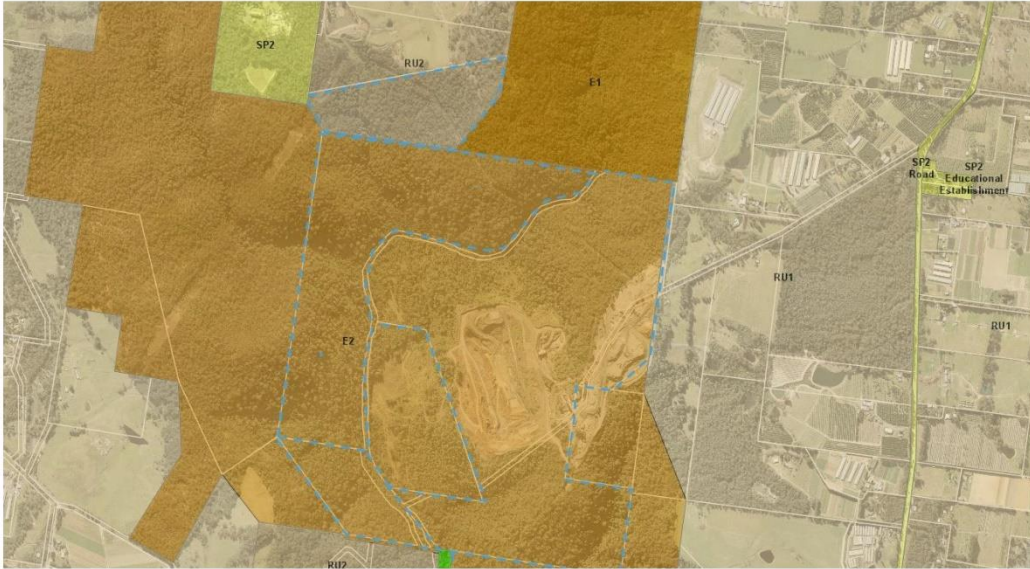 SP2
RU2
E1
SP2
Road
SP2
Educational
Establishment
RU1
RU1
E2
RU2